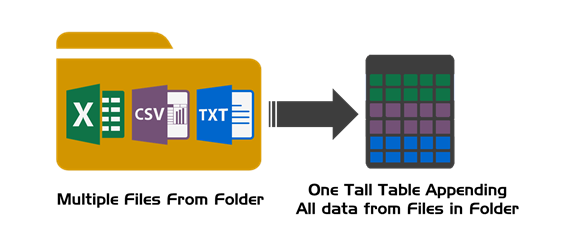 X
CSV
TXT
Multiple Files From Folder
One Tall Table Appending
All data from Files in Folder